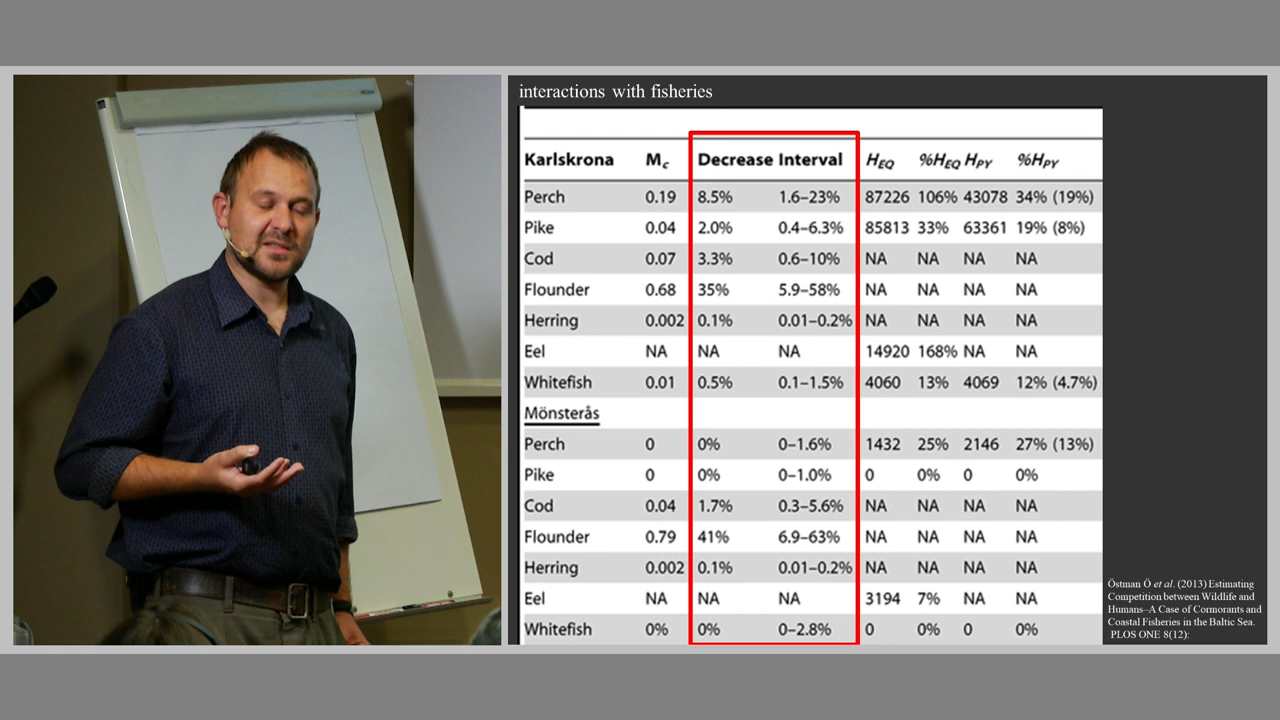 interactions with fisheries
Karlskrona Mc Decrease Interval HEQ %HEQ HPY %HPY
Perch 0.19 8.5% 1.6–23% 87226 106% 43078 34% (19%)
Pike 0.04 2.0% 0.4–6.3% 85813 33% 63361 19% (8%)
Cod 0.07 3.3% 0.6–10% NA NA NA NA
Flounder 0.68 35% 5.9–58% NA NA NA NA
Herring 0.002 0.1% 0.01–0.2% NA NA NA NA
Eel NA NA NA 14920 168% NA NA
Whitefish 0.01 0.5% 0.1–1.5% 4060 13% 4069 12% (4.7%)
Mönsterås
Perch 0 0% 0–1.6% 1432 25% 2146 27% (13%)
Pike 0 0% 0–1.0% 0 0% 0 0%
Cod 0.04 1.7% 0.3–5.6% NA NA NA NA
Flounder 0.79 41% 6.9–63% NA NA NA NA
Herring 0.002 0.1% 0.01–0.2% NA NA NA NA
Eel NA NA NA 3194 7% NA NA
Whitefish 0% 0% 0–2.8% 0 0% 0 0%
Östman Ö et al. (2013) Estimating
Competition between Wildlife and
Humans–A Case of Cormorants and
Coastal Fisheries in the Baltic Sea.
PLOS ONE 8(12):